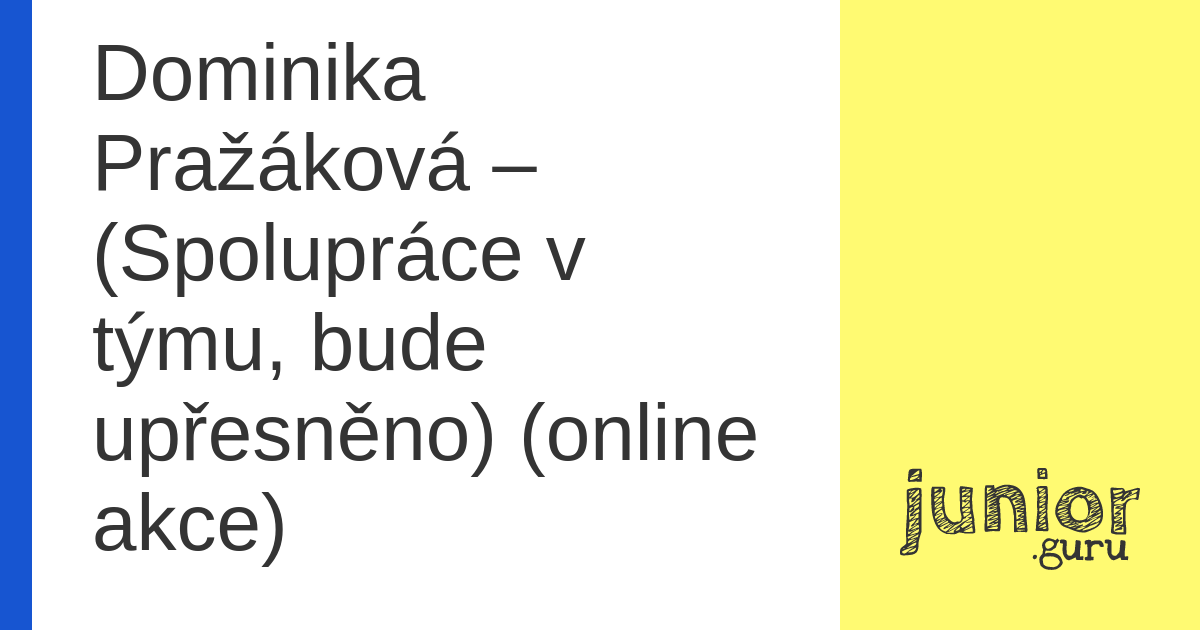 Dominika
Pražáková –
(Spolupráce v
týmu, bude
upřesněno) (online
akce)
junior
.guru